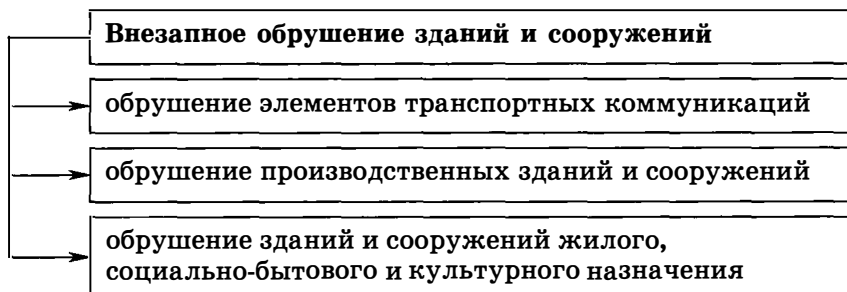 Внезапное обрушение зданий и сооружений
обрушение элементов транспортных коммуникаций
обрушение производственных зданий и сооружений
обрушение зданий и сооружений жилого,
социально-бытового и культурного назначения